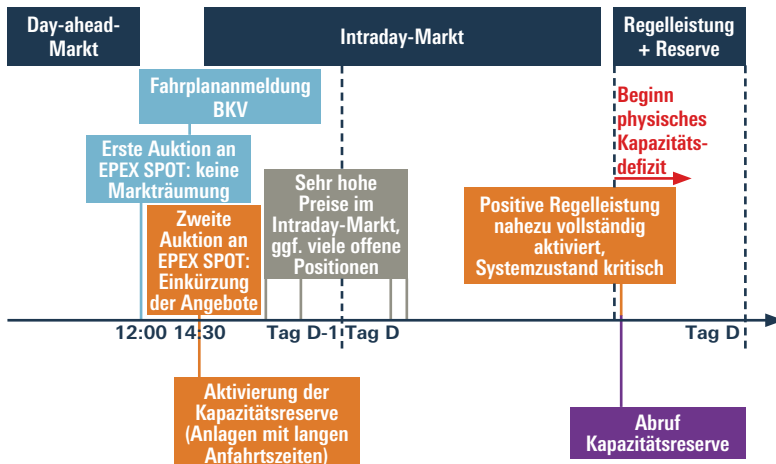 Day-ahead-
Markt
Intraday-Markt
Regelleistung
+ Reserve
Fahrplananmeldung
BKV
Beginn
physisches
Kapazitäts-
defizit
Erste Auktion an
EPEX SPOT: keine
Markträumung
Sehr hohe
Preise im
Intraday-Markt,
ggf. viele offene
Positionen
Zweite
Auktion an
EPEX SPOT:
Einkürzung
der Angebote
Positive Regelleistung
nahezu vollständig
aktiviert,
Systemzustand kritisch
12:00 14:30 Tag D-1 Tag D Tag D
Aktivierung der
Kapazitätsreserve
(Anlagen mit langen
Anfahrtszeiten)
Abruf
Kapazitätsreserve